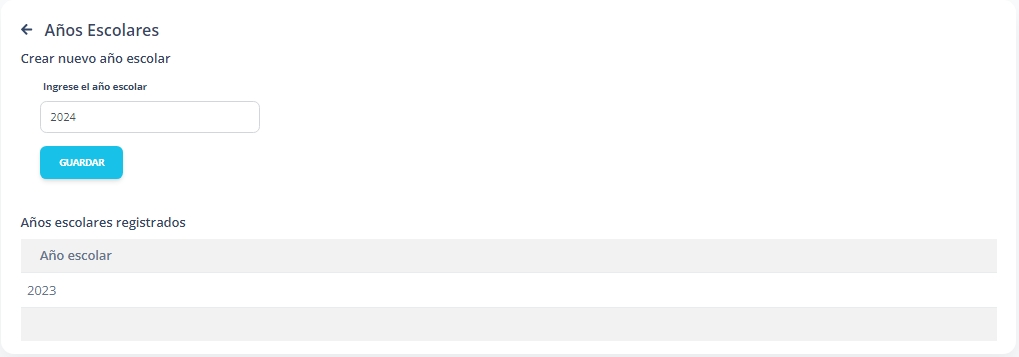 Años Escolares
Crear nuevo año escolar
Ingrese el año escolar
2024
GUARDAR
Años escolares registrados
Año escolar
2023